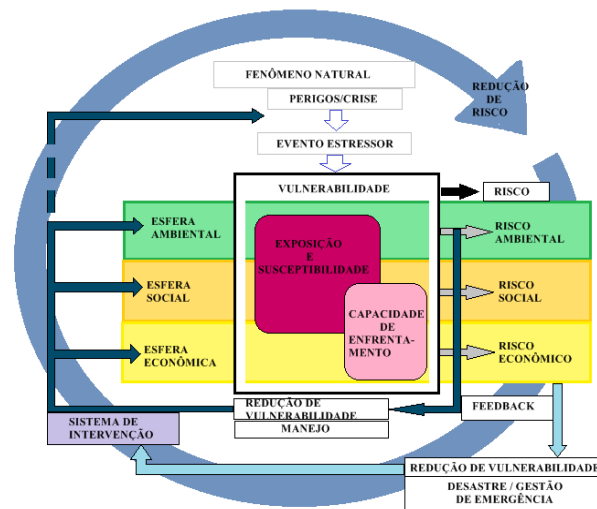 FENÔMENO NATURAL
PERIGOS/CRISE
EVENTO ESTRESSOR
REDUÇÃO
DE
RISCO
VULNERABILIDADE
RISCO
ESFERA
AMBIENTAL
EXPOSIÇÃO
E
SUSCEPTIBILIDADE
RISCO
AMBIENTAL
ESFERA
SOCIAL
RISCO
SOCIAL
CAPACIDADE
DE
ENFRENTA-
MENTO
ESFERA
ECONÔMICA
RISCO
ECONÔMICO
REDUÇÃO DE
VULNERABILIDADE
MANEJO
FEEDBACK
SISTEMA DE
INTERVENÇÃO
REDUÇÃO DE VULNERABILIDADE
DESASTRE / GESTÃO
DE EMERGÊNCIA